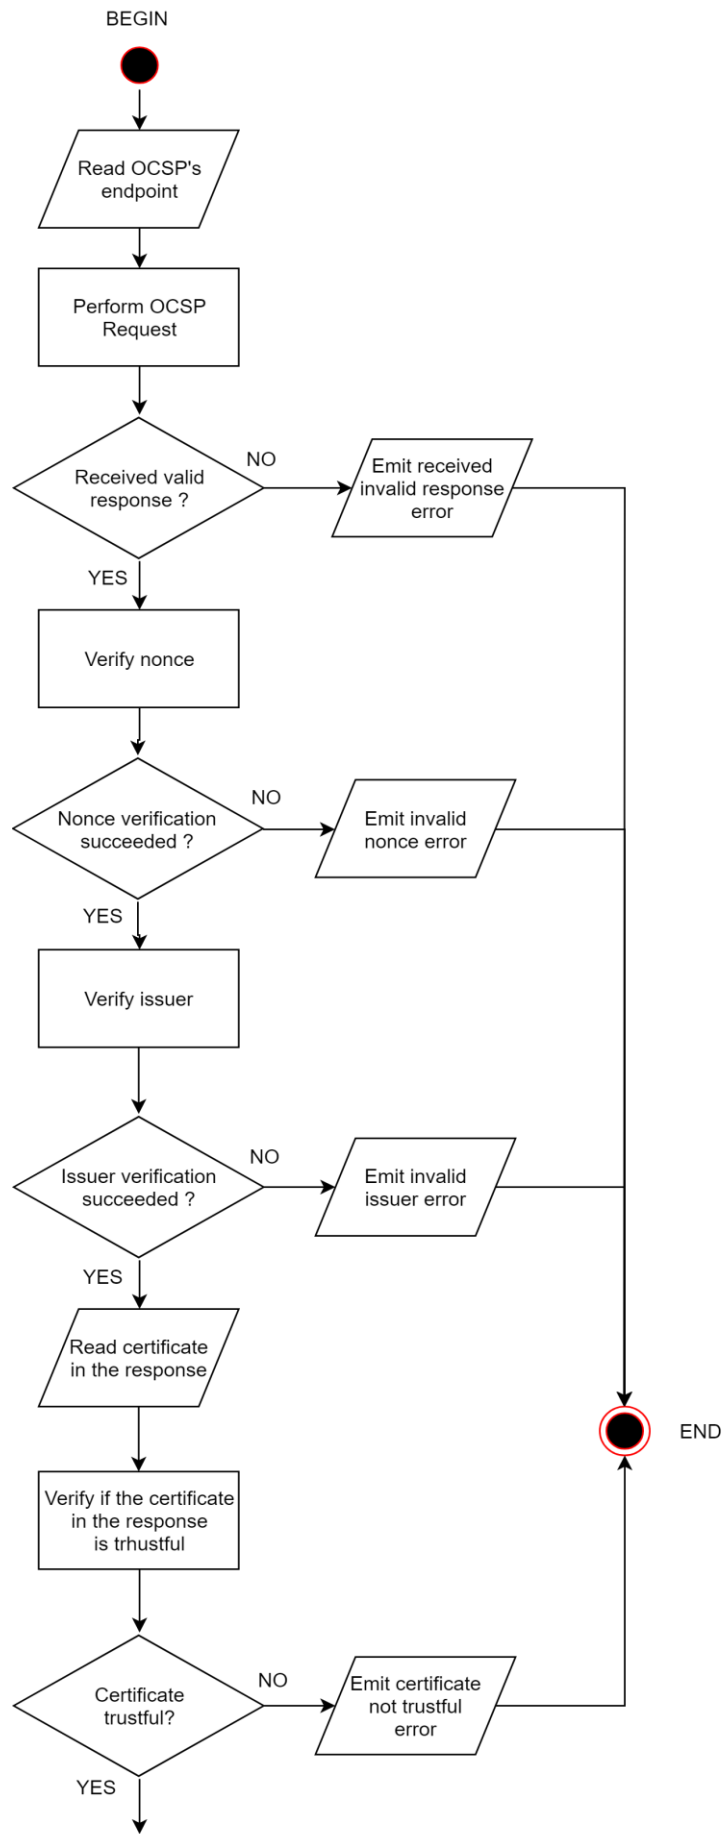 BEGIN
Read OCSP's
endpoint
Perform OCSP
Request
Received valid
response ?
NO
Emit received
invalid response
error
YES
Verify nonce
Nonce verification
succeeded ?
NO
Emit invalid
nonce error
YES
Verify issuer
Issuer verification
succeeded ?
NO
Emit invalid
issuer error
YES
Read certificate
in the response
END
Verify if the certificate
in the response
is trhustful
Certificate
trustful?
NO
Emit certificate
not trustful
error
YES